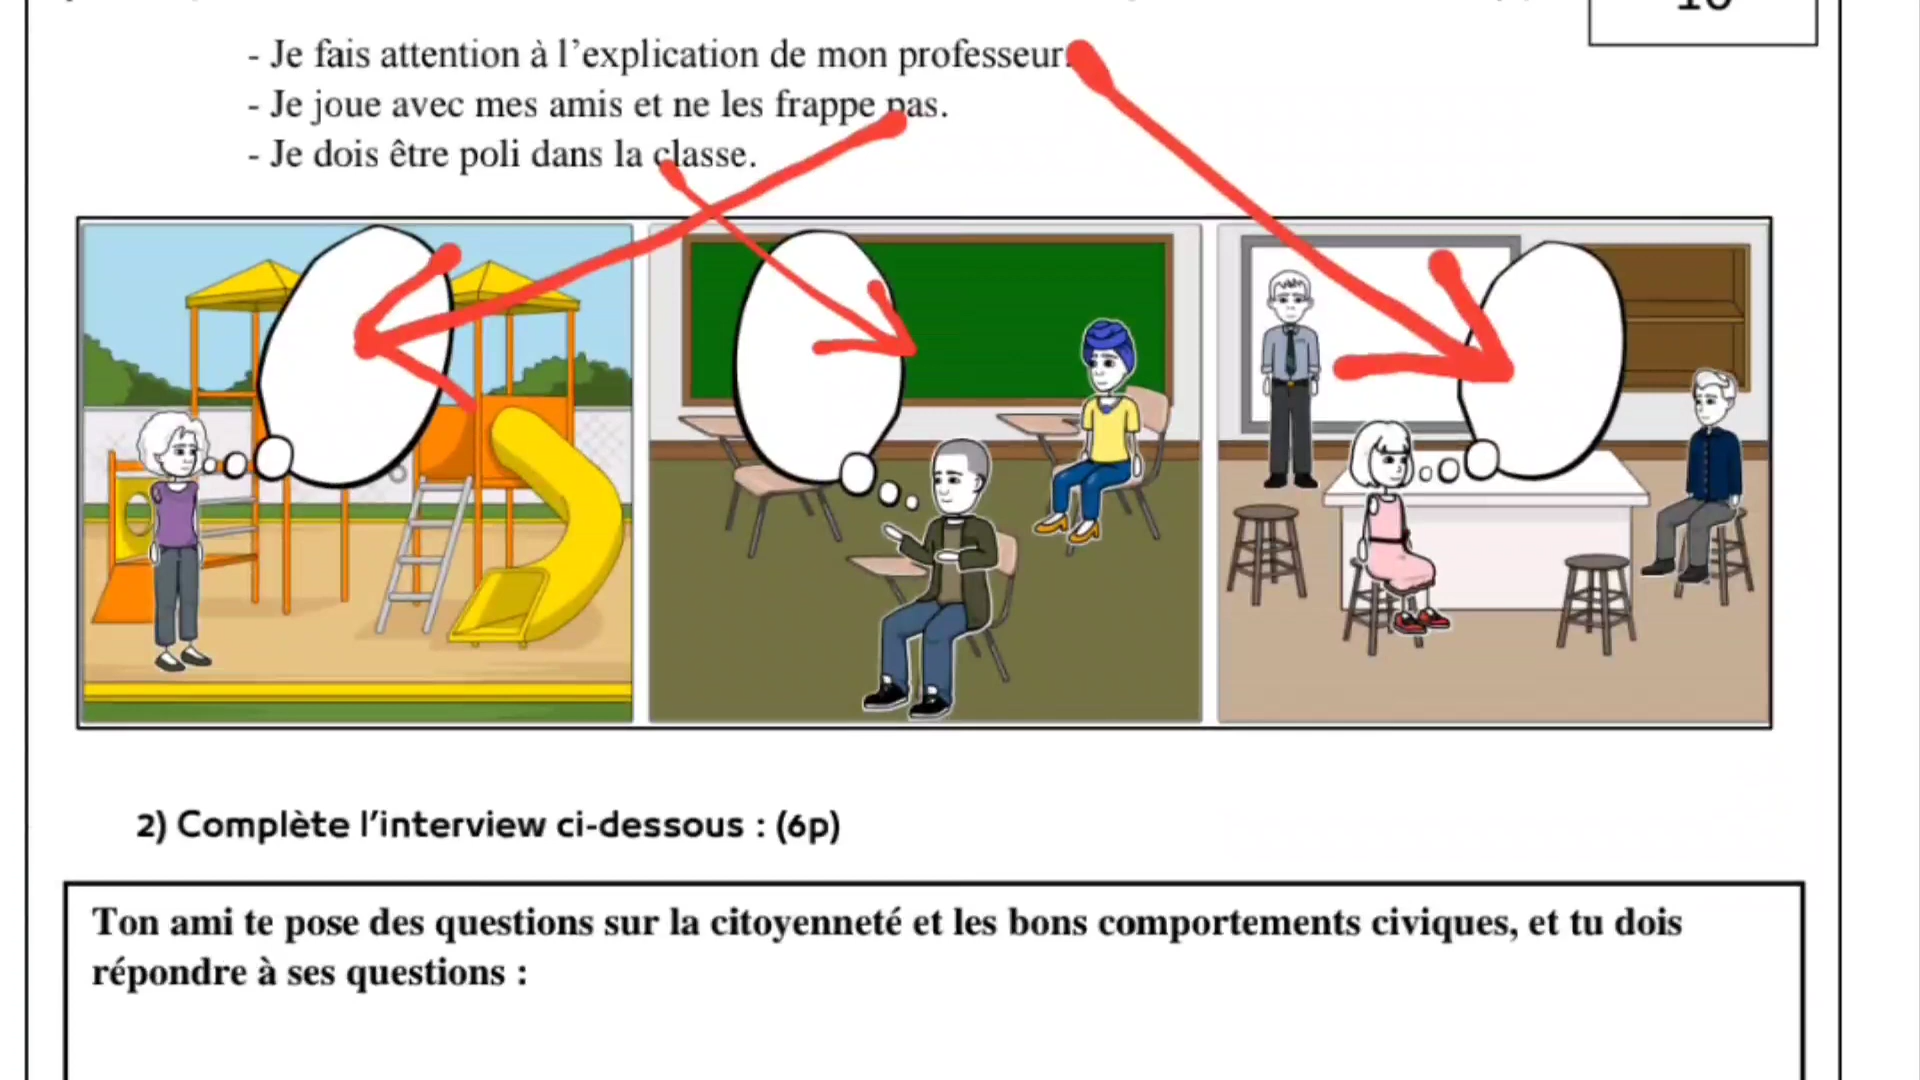 - Je fais attention à l'explication de mon professeur.
- Je joue avec mes amis et ne les frappe pas.
- Je dois être poli dans la classe.
2) Complète l'interview ci-dessous : (6p)
Ton ami te pose des questions sur la citoyenneté et les bons comportements civiques, et tu dois
répondre à ses questions :